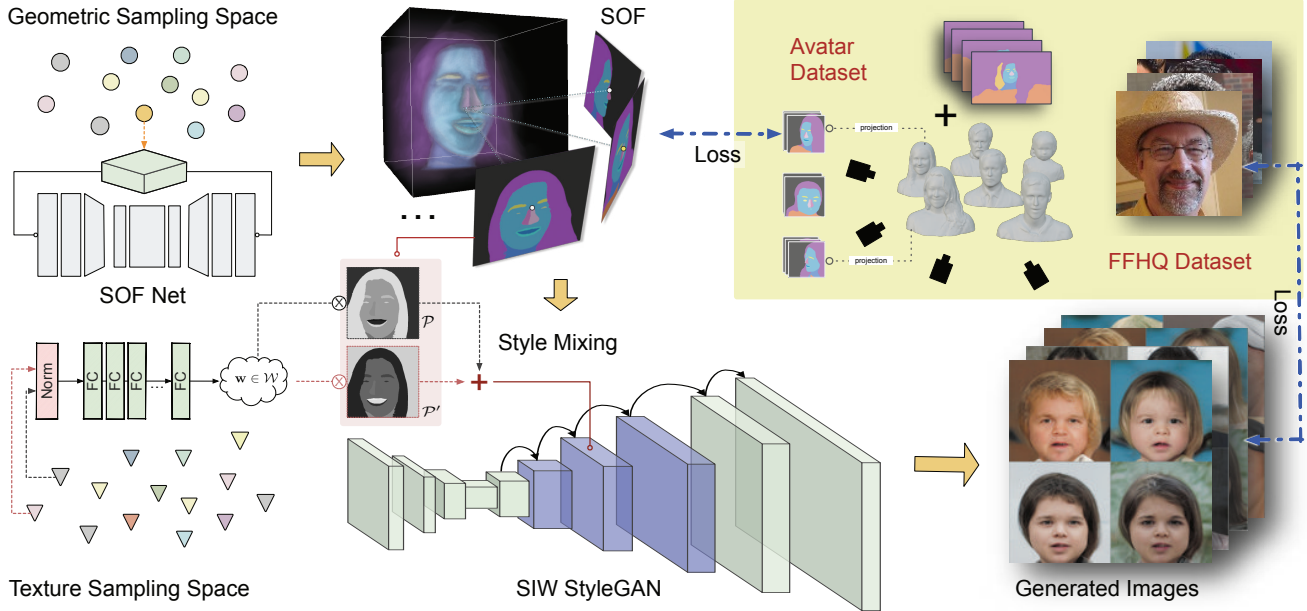 Geometric Sampling Space
SOF
Avatar
Dataset
projection
Loss
+
projection
FFHQ Dataset
Loss
...
SOF Net
P
Style Mixing
Norm
FC
FC
FC
...
FC
w ∈ W
P′
+
Texture Sampling Space
SIW StyleGAN
Generated Images